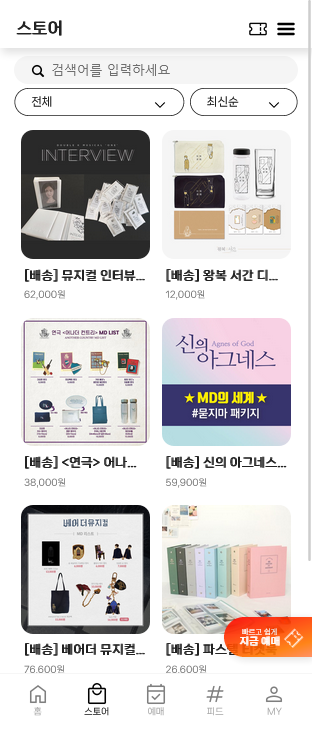 스토어
검색어를 입력하세요
전체
최신순
INTERVIEW
[배송] 뮤지컬 인터뷰...
62,000원
[배송] 왕복 서간 디...
12,000원
연극 <어나더 컨트리> MD LIST
[배송] <연극> 어나...
38,000원
신의 아그네스
Agnes of God
★ MD의 세계 ★
#묻지마 패키지
[배송] 신의 아그네스...
59,900원
베어 더 뮤지컬
[배송] 베어더 뮤지컬...
76,600원
[배송] 파스텔
26,600원
빠르고 쉽게
지금 예매
홈
스토어
예매
피드
MY